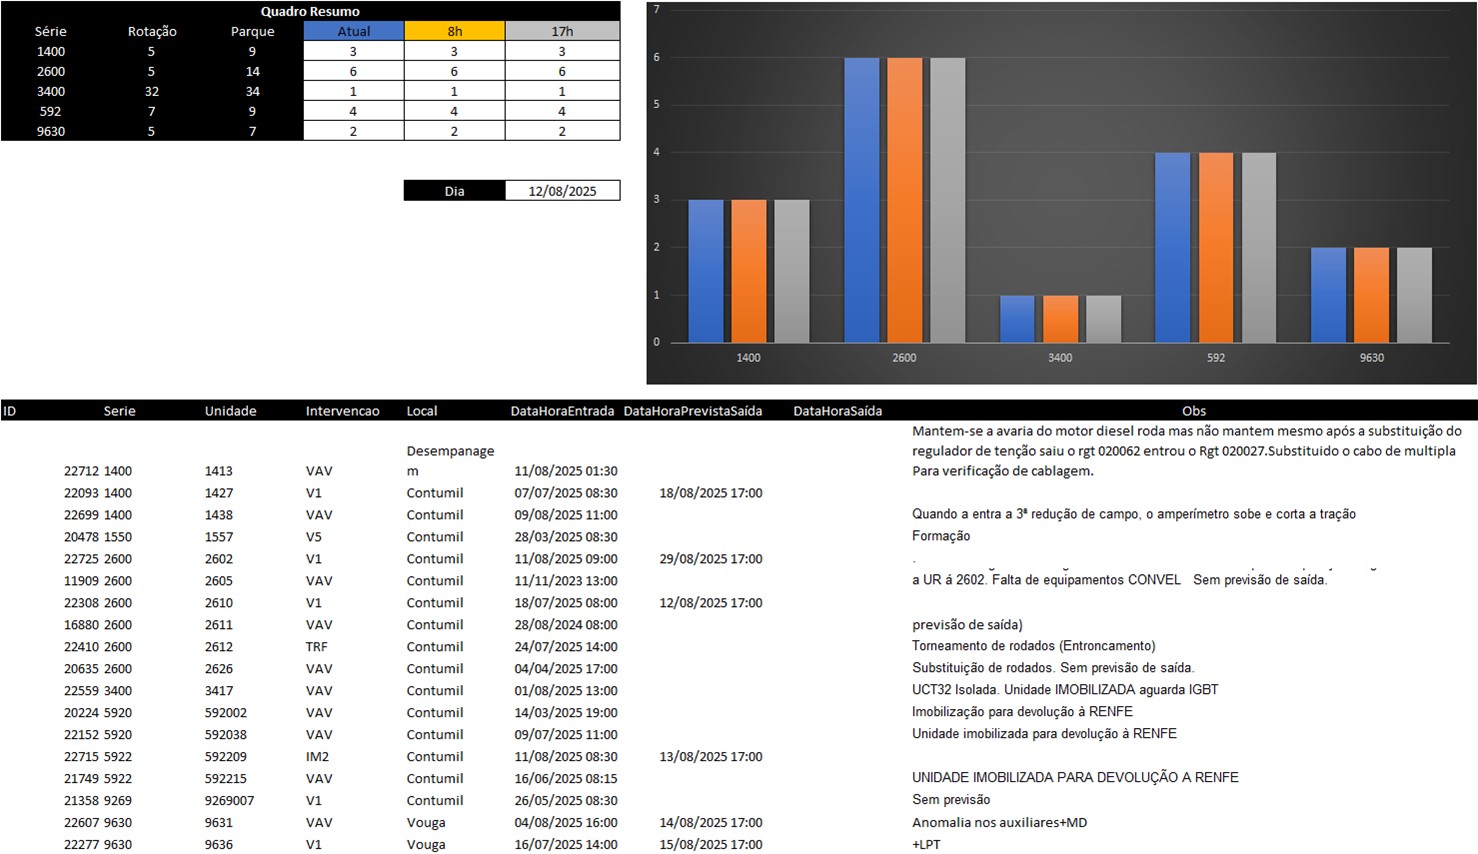 Quadro Resumo
Série Rotação Parque Atual 8h 17h
1400 5 9 3 3 3
2600 5 14 6 6 6
3400 32 34 1 1 1
592 7 9 4 4 4
9630 5 7 2 2 2
Dia 12/08/2025
7
6
5
4
3
2
1
0
1400 2600 3400 592 9630
ID Serie Unidade Intervencao Local DataHoraEntrada DataHoraPrevistaSaída DataHoraSaída Obs
Mantem-se a avaria do motor diesel roda mas não mantem mesmo após a substituição do
Desempanage regulador de tenção saiu o rgt 020062 entrou o Rgt 020027.Substituido o cabo de multipla
22712 1400 1413 VAV m 11/08/2025 01:30 Para verificação de cablagem.
22093 1400 1427 V1 Contumil 07/07/2025 08:30 18/08/2025 17:00
22699 1400 1438 VAV Contumil 09/08/2025 11:00 Quando a entra a 3ª redução de campo, o amperímetro sobe e corta a tração
20478 1550 1557 V5 Contumil 28/03/2025 08:30 Formação
22725 2600 2602 V1 Contumil 11/08/2025 09:00 29/08/2025 17:00 .
11909 2600 2605 VAV Contumil 11/11/2023 13:00 a UR á 2602. Falta de equipamentos CONVEL Sem previsão de saída.
22308 2600 2610 V1 Contumil 18/07/2025 08:00 12/08/2025 17:00
16880 2600 2611 VAV Contumil 28/08/2024 08:00 previsão de saída)
22410 2600 2612 TRF Contumil 24/07/2025 14:00 Torneamento de rodados (Entroncamento)
20635 2600 2626 VAV Contumil 04/04/2025 17:00 Substituição de rodados. Sem previsão de saída.
22559 3400 3417 VAV Contumil 01/08/2025 13:00 UCT32 Isolada. Unidade IMOBILIZADA aguarda IGBT
20224 5920 592002 VAV Contumil 14/03/2025 19:00 Imobilização para devolução à RENFE
22152 5920 592038 VAV Contumil 09/07/2025 11:00 Unidade imobilizada para devolução à RENFE
22715 5922 592209 IM2 Contumil 11/08/2025 08:30 13/08/2025 17:00
21749 5922 592215 VAV Contumil 16/06/2025 08:15 UNIDADE IMOBILIZADA PARA DEVOLUÇÃO A RENFE
21358 9269 9269007 V1 Contumil 26/05/2025 08:30 Sem previsão
22607 9630 9631 VAV Vouga 04/08/2025 16:00 14/08/2025 17:00 Anomalia nos auxiliares+MD
22277 9630 9636 V1 Vouga 16/07/2025 14:00 15/08/2025 17:00 +LPT